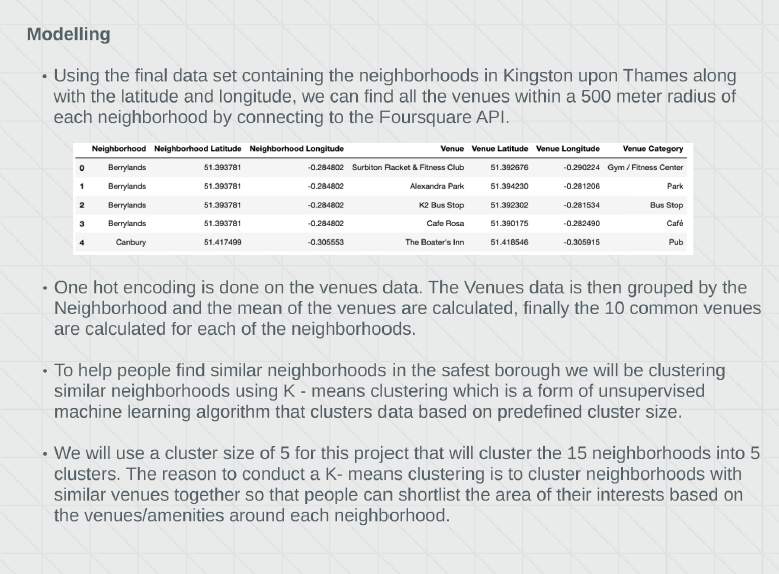 Modelling
• Using the final data set containing the neighborhoods in Kingston upon Thames along
with the latitude and longitude, we can find all the venues within a 500 meter radius of
each neighborhood by connecting to the Foursquare API.
Neighborhood Neighborhood Latitude Neighborhood Longitude Venue Venue Latitude Venue Longitude Venue Category
0 Berrylands 51.393781 -0.284802 Surbiton Racket & Fitness Club 51.392676 -0.290224 Gym / Fitness Center
1 Berrylands 51.393781 -0.284802 Alexandra Park 51.394230 -0.281206 Park
2 Berrylands 51.393781 -0.284802 K2 Bus Stop 51.392302 -0.281534 Bus Stop
3 Berrylands 51.393781 -0.284802 Cafe Rosa 51.390175 -0.282490 Café
4 Canbury 51.417499 -0.305553 The Boater's Inn 51.418546 -0.305915 Pub
• One hot encoding is done on the venues data. The Venues data is then grouped by the
Neighborhood and the mean of the venues are calculated, finally the 10 common venues
are calculated for each of the neighborhoods.
• To help people find similar neighborhoods in the safest borough we will be clustering
similar neighborhoods using K - means clustering which is a form of unsupervised
machine learning algorithm that clusters data based on predefined cluster size.
• We will use a cluster size of 5 for this project that will cluster the 15 neighborhoods into 5
clusters. The reason to conduct a K- means clustering is to cluster neighborhoods with
similar venues together so that people can shortlist the area of their interests based on
the venues/amenities around each neighborhood.